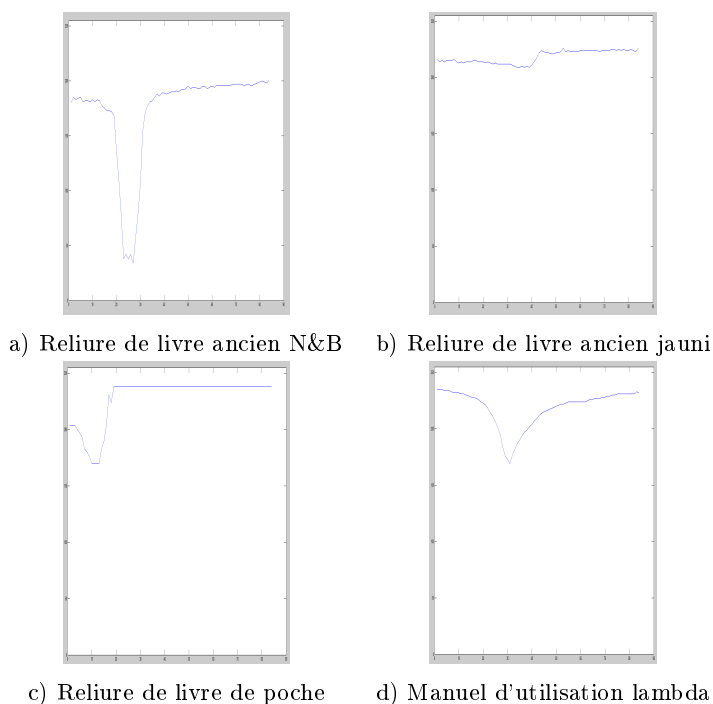 a) Reliure de livre ancien N&B
b) Reliure de livre ancien jauni
c) Reliure de livre de poche
d) Manuel d'utilisation lambda